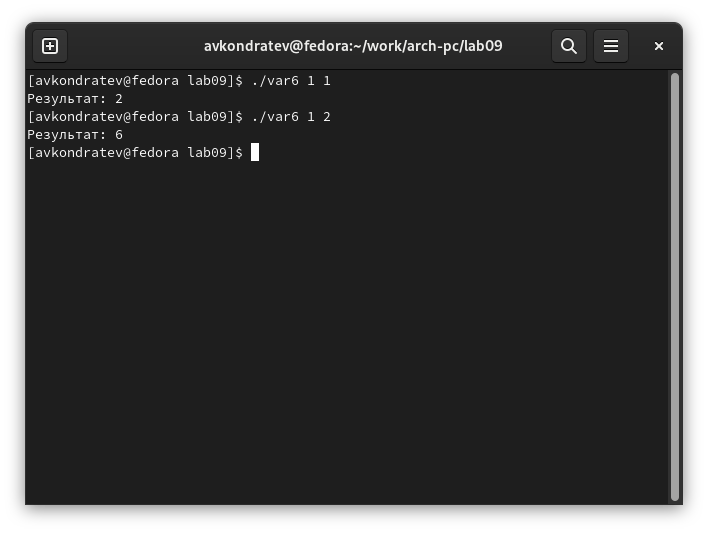 avkondratev@fedora:~/work/arch-pc/lab09
[avkondratev@fedora lab09]$ ./var6 1 1
Результат: 2
[avkondratev@fedora lab09]$ ./var6 1 2
Результат: 6
[avkondratev@fedora lab09]$